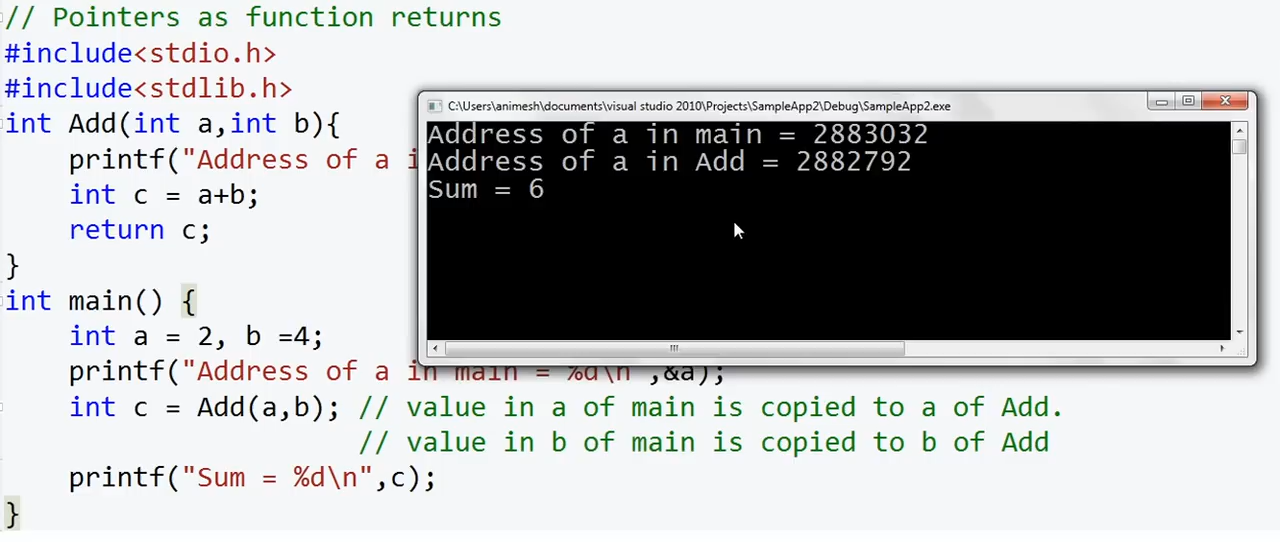 // Pointers as function returns
#include<stdio.h>
#include<stdlib.h>
int Add(int a,int b){
printf("Address of a i
int c = a+b;
return c;
}
int main() {
int a = 2, b =4;
printf("Address of a in main = %d\n ,&a);
int c = Add(a,b); // value in a of main is copied to a of Add.
// value in b of main is copied to b of Add
printf("Sum = %d\n",c);
}
C:\Users\animesh\documents\visual studio 2010\Projects\SampleApp2\Debug\SampleApp2.exe
Address of a in main = 2883032
Address of a in Add = 2882792
Sum = 6